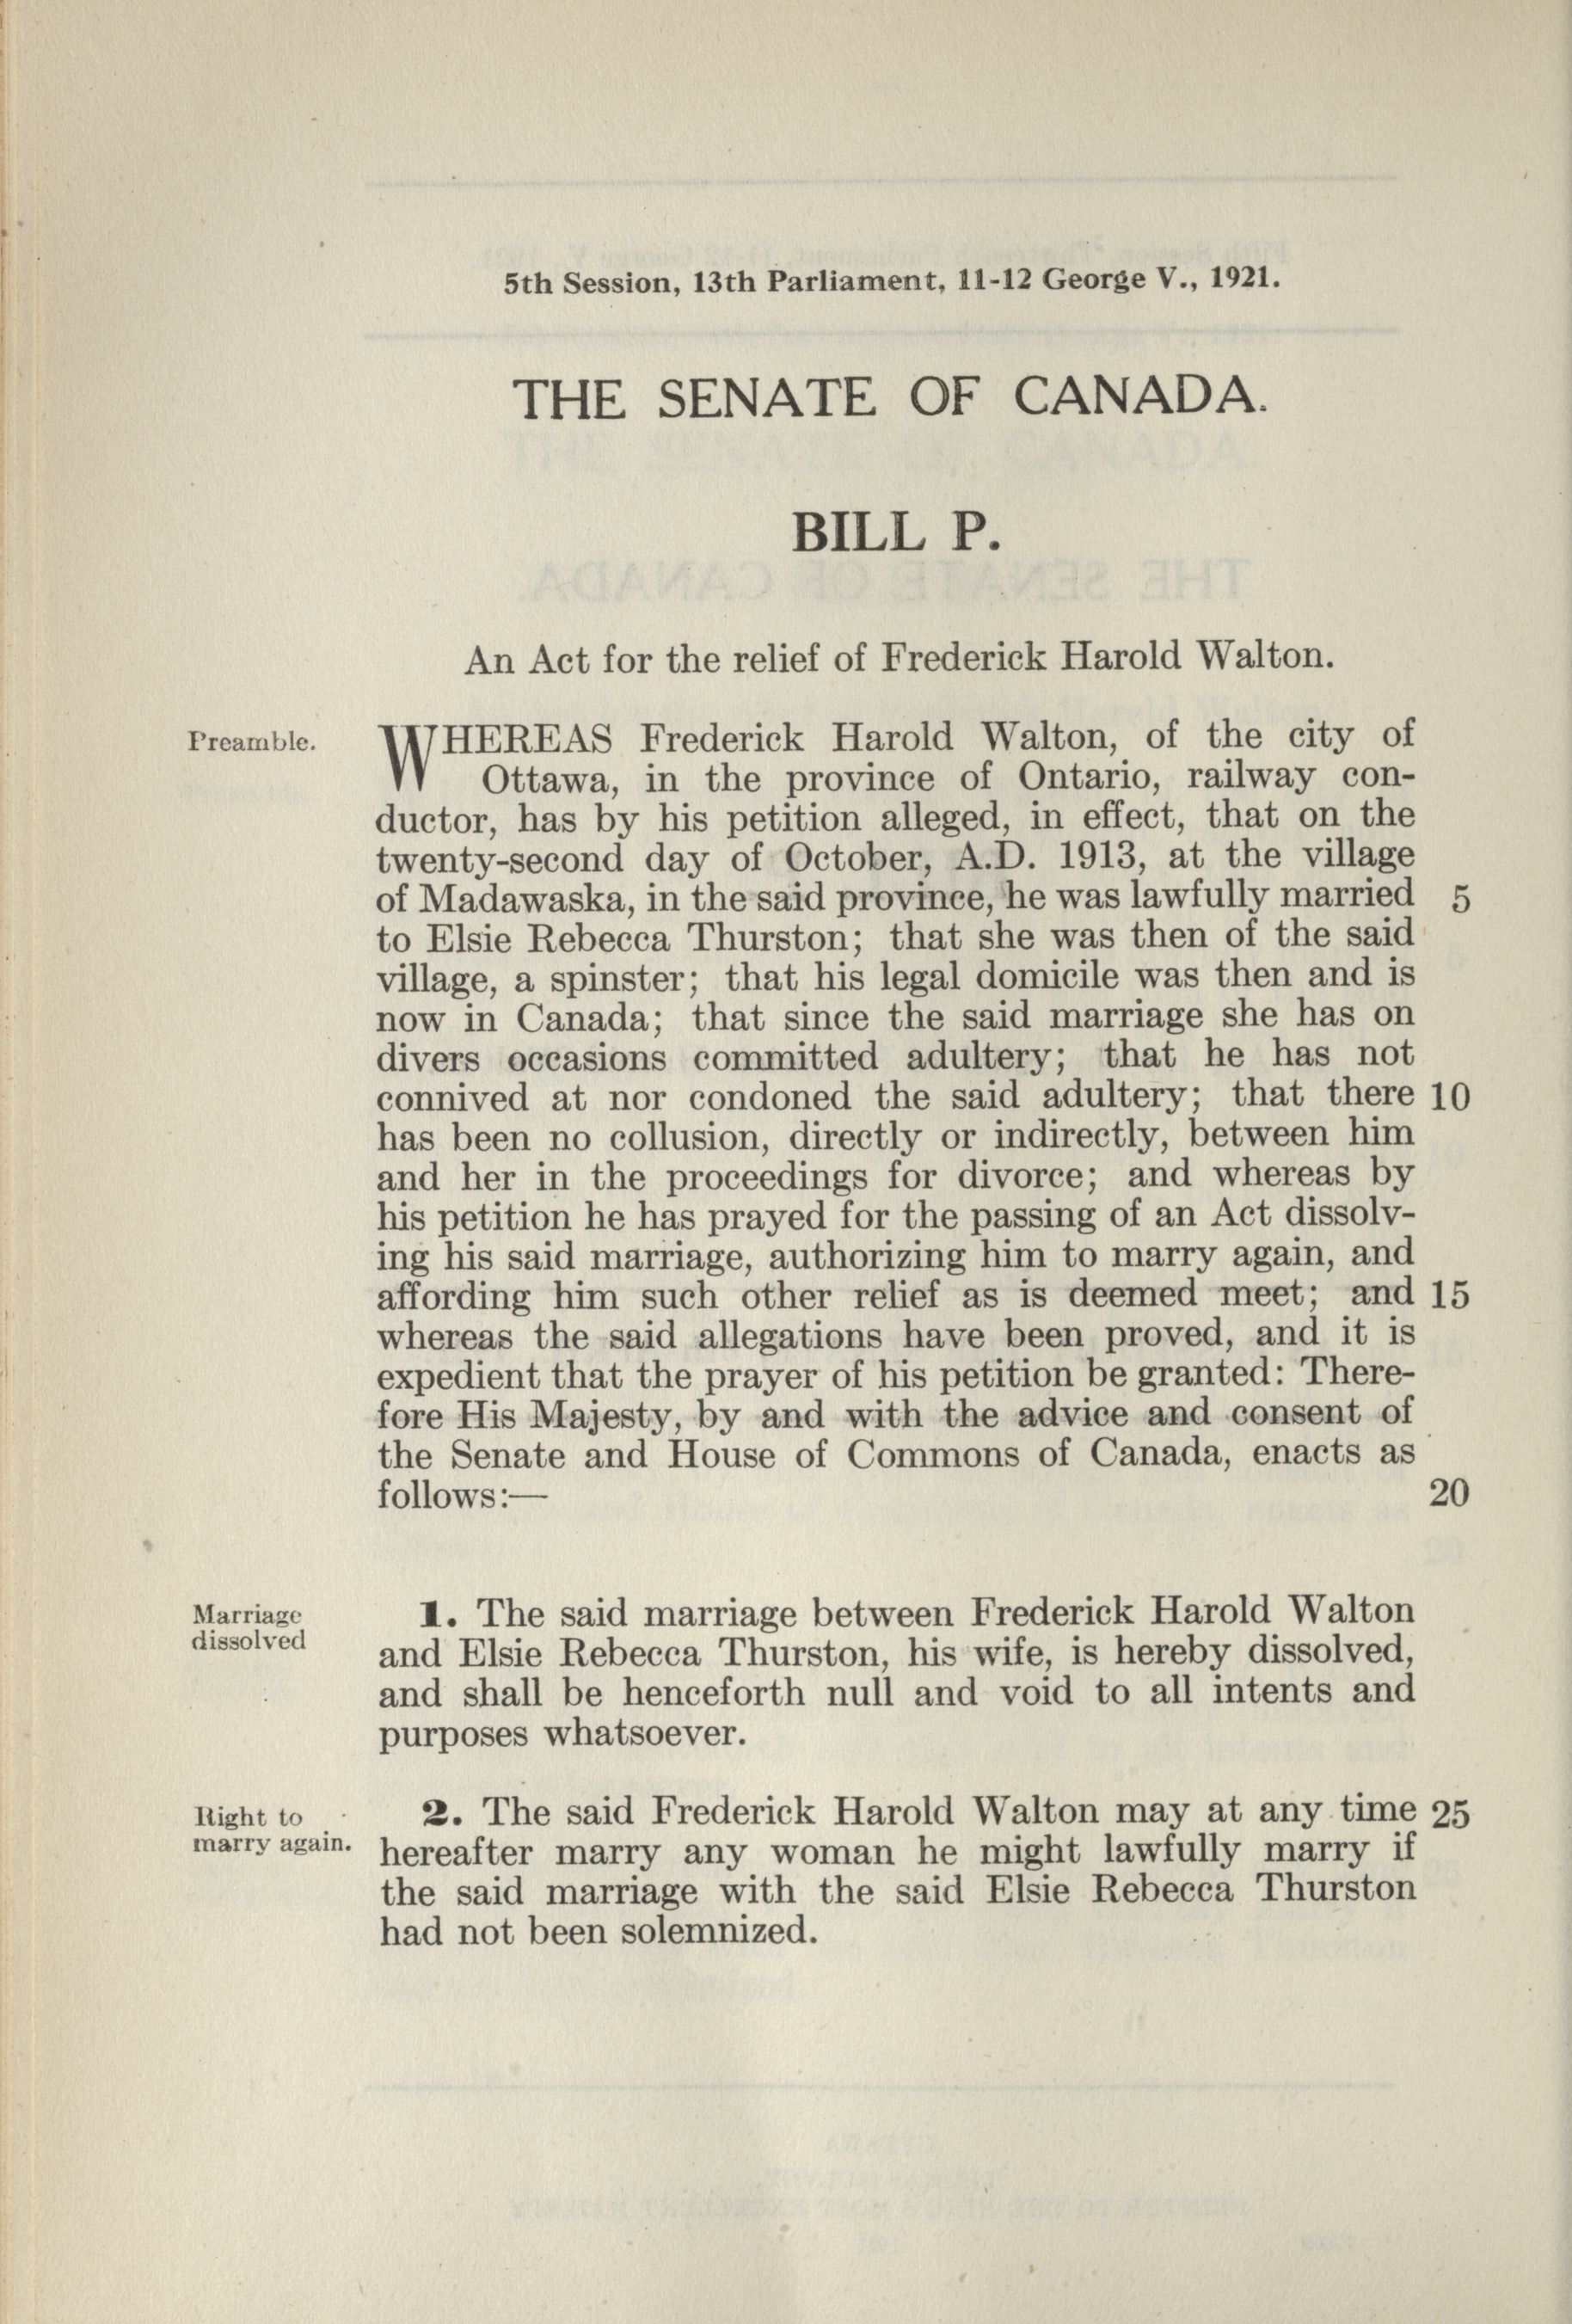 5th Session, 13th Parliament, 11-12 George V., 1921.
THE SENATE OF CANADA.
BILL P.
An Act for the relief of Frederick Harold Walton.
Preamble.
WHEREAS Frederick Harold Walton, of the city of
Ottawa, in the province of Ontario, railway con-
ductor, has by his petition alleged, in effect, that on the
twenty-second day of October, A.D. 1913, at the village
of Madawaska, in the said province, he was lawfully married 5
to Elsie Rebecca Thurston; that she was then of the said
village, a spinster; that his legal domicile was then and is
now in Canada; that since the said marriage she has on
divers occasions committed adultery; that he has not
connived at nor condoned the said adultery; that there 10
has been no collusion, directly or indirectly, between him
and her in the proceedings for divorce; and whereas by
his petition he has prayed for the passing of an Act dissolv-
ing his said marriage, authorizing him to marry again, and
affording him such other relief as is deemed meet; and 15
whereas the said allegations have been proved, and it is
expedient that the prayer of his petition be granted: There-
fore His Majesty, by and with the advice and consent of
the Senate and House of Commons of Canada, enacts as
follows:— 20
Marriage
dissolved
1. The said marriage between Frederick Harold Walton
and Elsie Rebecca Thurston, his wife, is hereby dissolved,
and shall be henceforth null and void to all intents and
purposes whatsoever.
Right to
marry again.
2. The said Frederick Harold Walton may at any time 25
hereafter marry any woman he might lawfully marry if
the said marriage with the said Elsie Rebecca Thurston
had not been solemnized.